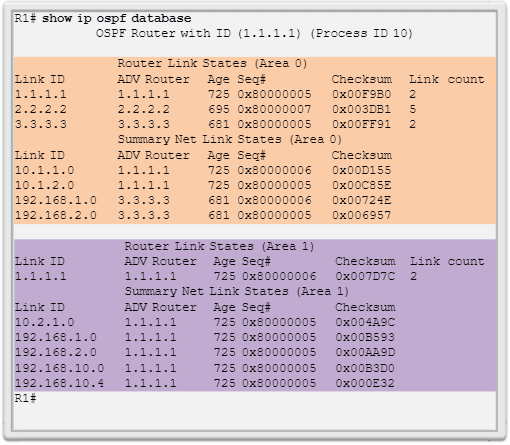 R1# show ip ospf database
OSPF Router with ID (1.1.1.1) (Process ID 10)
Router Link States (Area 0)
Link ID ADV Router Age Seq# Checksum Link count
1.1.1.1 1.1.1.1 725 0x80000005 0x00F9B0 2
2.2.2.2 2.2.2.2 695 0x80000007 0x003DB1 5
3.3.3.3 3.3.3.3 681 0x80000005 0x00FF91 2
Summary Net Link States (Area 0)
Link ID ADV Router Age Seq# Checksum
10.1.1.0 1.1.1.1 725 0x80000006 0x00D155
10.1.2.0 1.1.1.1 725 0x80000005 0x00C85E
192.168.1.0 3.3.3.3 681 0x80000006 0x00724E
192.168.2.0 3.3.3.3 681 0x80000005 0x006957
Router Link States (Area 1)
Link ID ADV Router Age Seq# Checksum Link count
1.1.1.1 1.1.1.1 725 0x80000006 0x007D7C 2
Summary Net Link States (Area 1)
Link ID ADV Router Age Seq# Checksum
10.2.1.0 1.1.1.1 725 0x80000005 0x004A9C
192.168.1.0 1.1.1.1 725 0x80000005 0x00B593
192.168.2.0 1.1.1.1 725 0x80000005 0x00AA9D
192.168.10.0 1.1.1.1 725 0x80000005 0x00B3D0
192.168.10.4 1.1.1.1 725 0x80000005 0x000E32
R1#